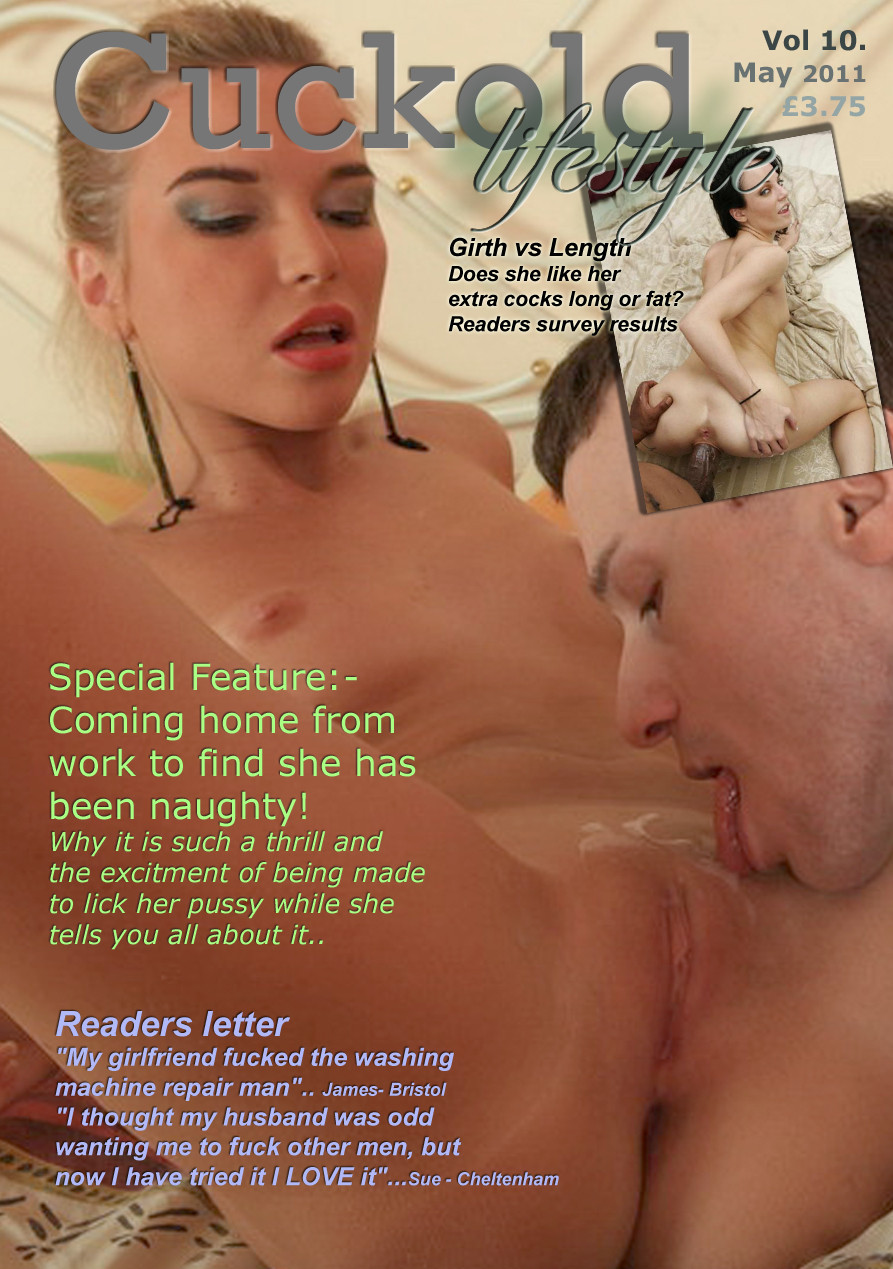 Cuckold
lifestyle
Vol 10.
May 2011
£3.75
Girth vs Length
Does she like her
extra cocks long or fat?
Readers survey results
Special Feature:-
Coming home from
work to find she has
been naughty!
Why it is such a thrill and
the excitment of being made
to lick her pussy while she
tells you all about it..
Readers letter
"My girlfriend fucked the washing
machine repair man".. James- Bristol
"I thought my husband was odd
wanting me to fuck other men, but
now I have tried it I LOVE it"...Sue - Cheltenham